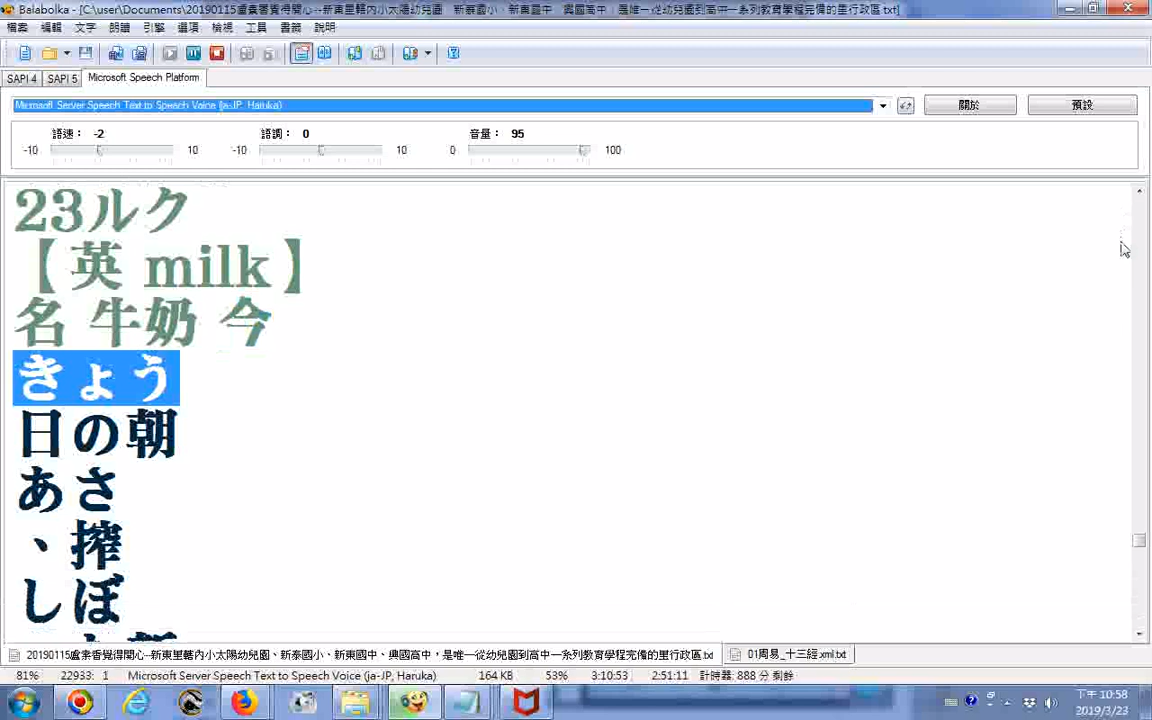 Balabolka - [C:\user\Documents\20190115盧素香覺得開心--新東里轄內小太陽幼兒園、新泰國小、新東國中、興國高中，是唯一從幼兒園到高中一系列教育學程完備的里行政區.txt]
檔案 編輯 文字 朗讀 引擎 選項 檢視 工具 書籤 說明
SAPI 4 SAPI 5 Microsoft Speech Platform
Microsoft Server Speech Text to Speech Voice (ja-JP, Haruka)
關於 預設
語速： -2 語調： 0 音量： 95
-10 10 -10 10 0 100
23ルク
【英 milk】
名 牛奶 今
きょう
日の朝
あさ
、搾
しぼ
20190115盧素香覺得開心--新東里轄內小太陽幼兒園、新泰國小、新東國中、興國高中，是唯一從幼兒園到高中一系列教育學程完備的里行政區.txt 01周易_十三經.xml.txt
81% 22933: 1 Microsoft Server Speech Text to Speech Voice (ja-JP, Haruka) 164 KB 53% 3:10:53 2:51:11 計時器: 888 分 剩餘
下午 10:58
2019/3/23